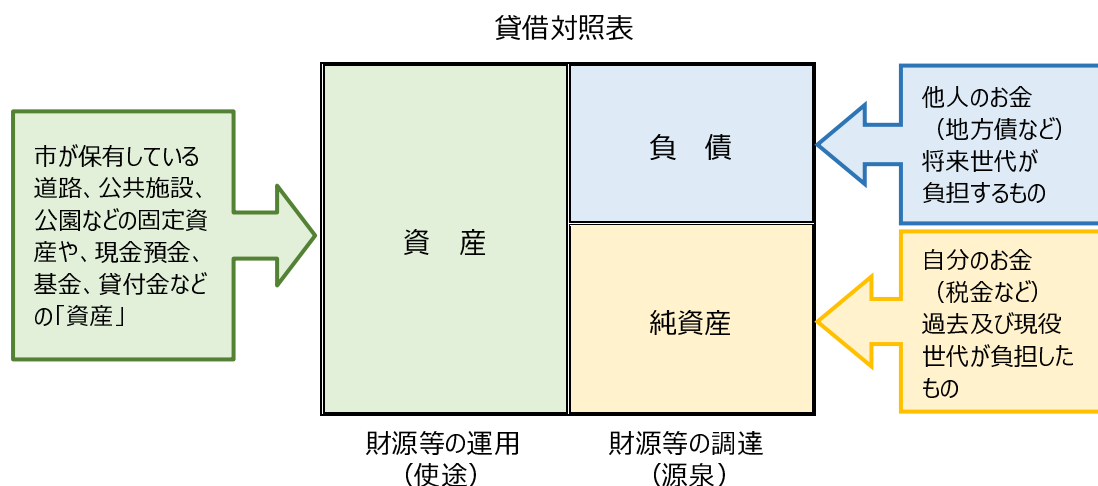 貸借対照表
市が保有している
道路、公共施設、
公園などの固定資
産や、現金預金、
基金、貸付金など
の「資産」
資　産
負　債
純資産
他人のお金
（地方債など）
将来世代が
負担するもの
自分のお金
（税金など）
過去及び現役
世代が負担した
もの
財源等の運用
（使途）
財源等の調達
（源泉）